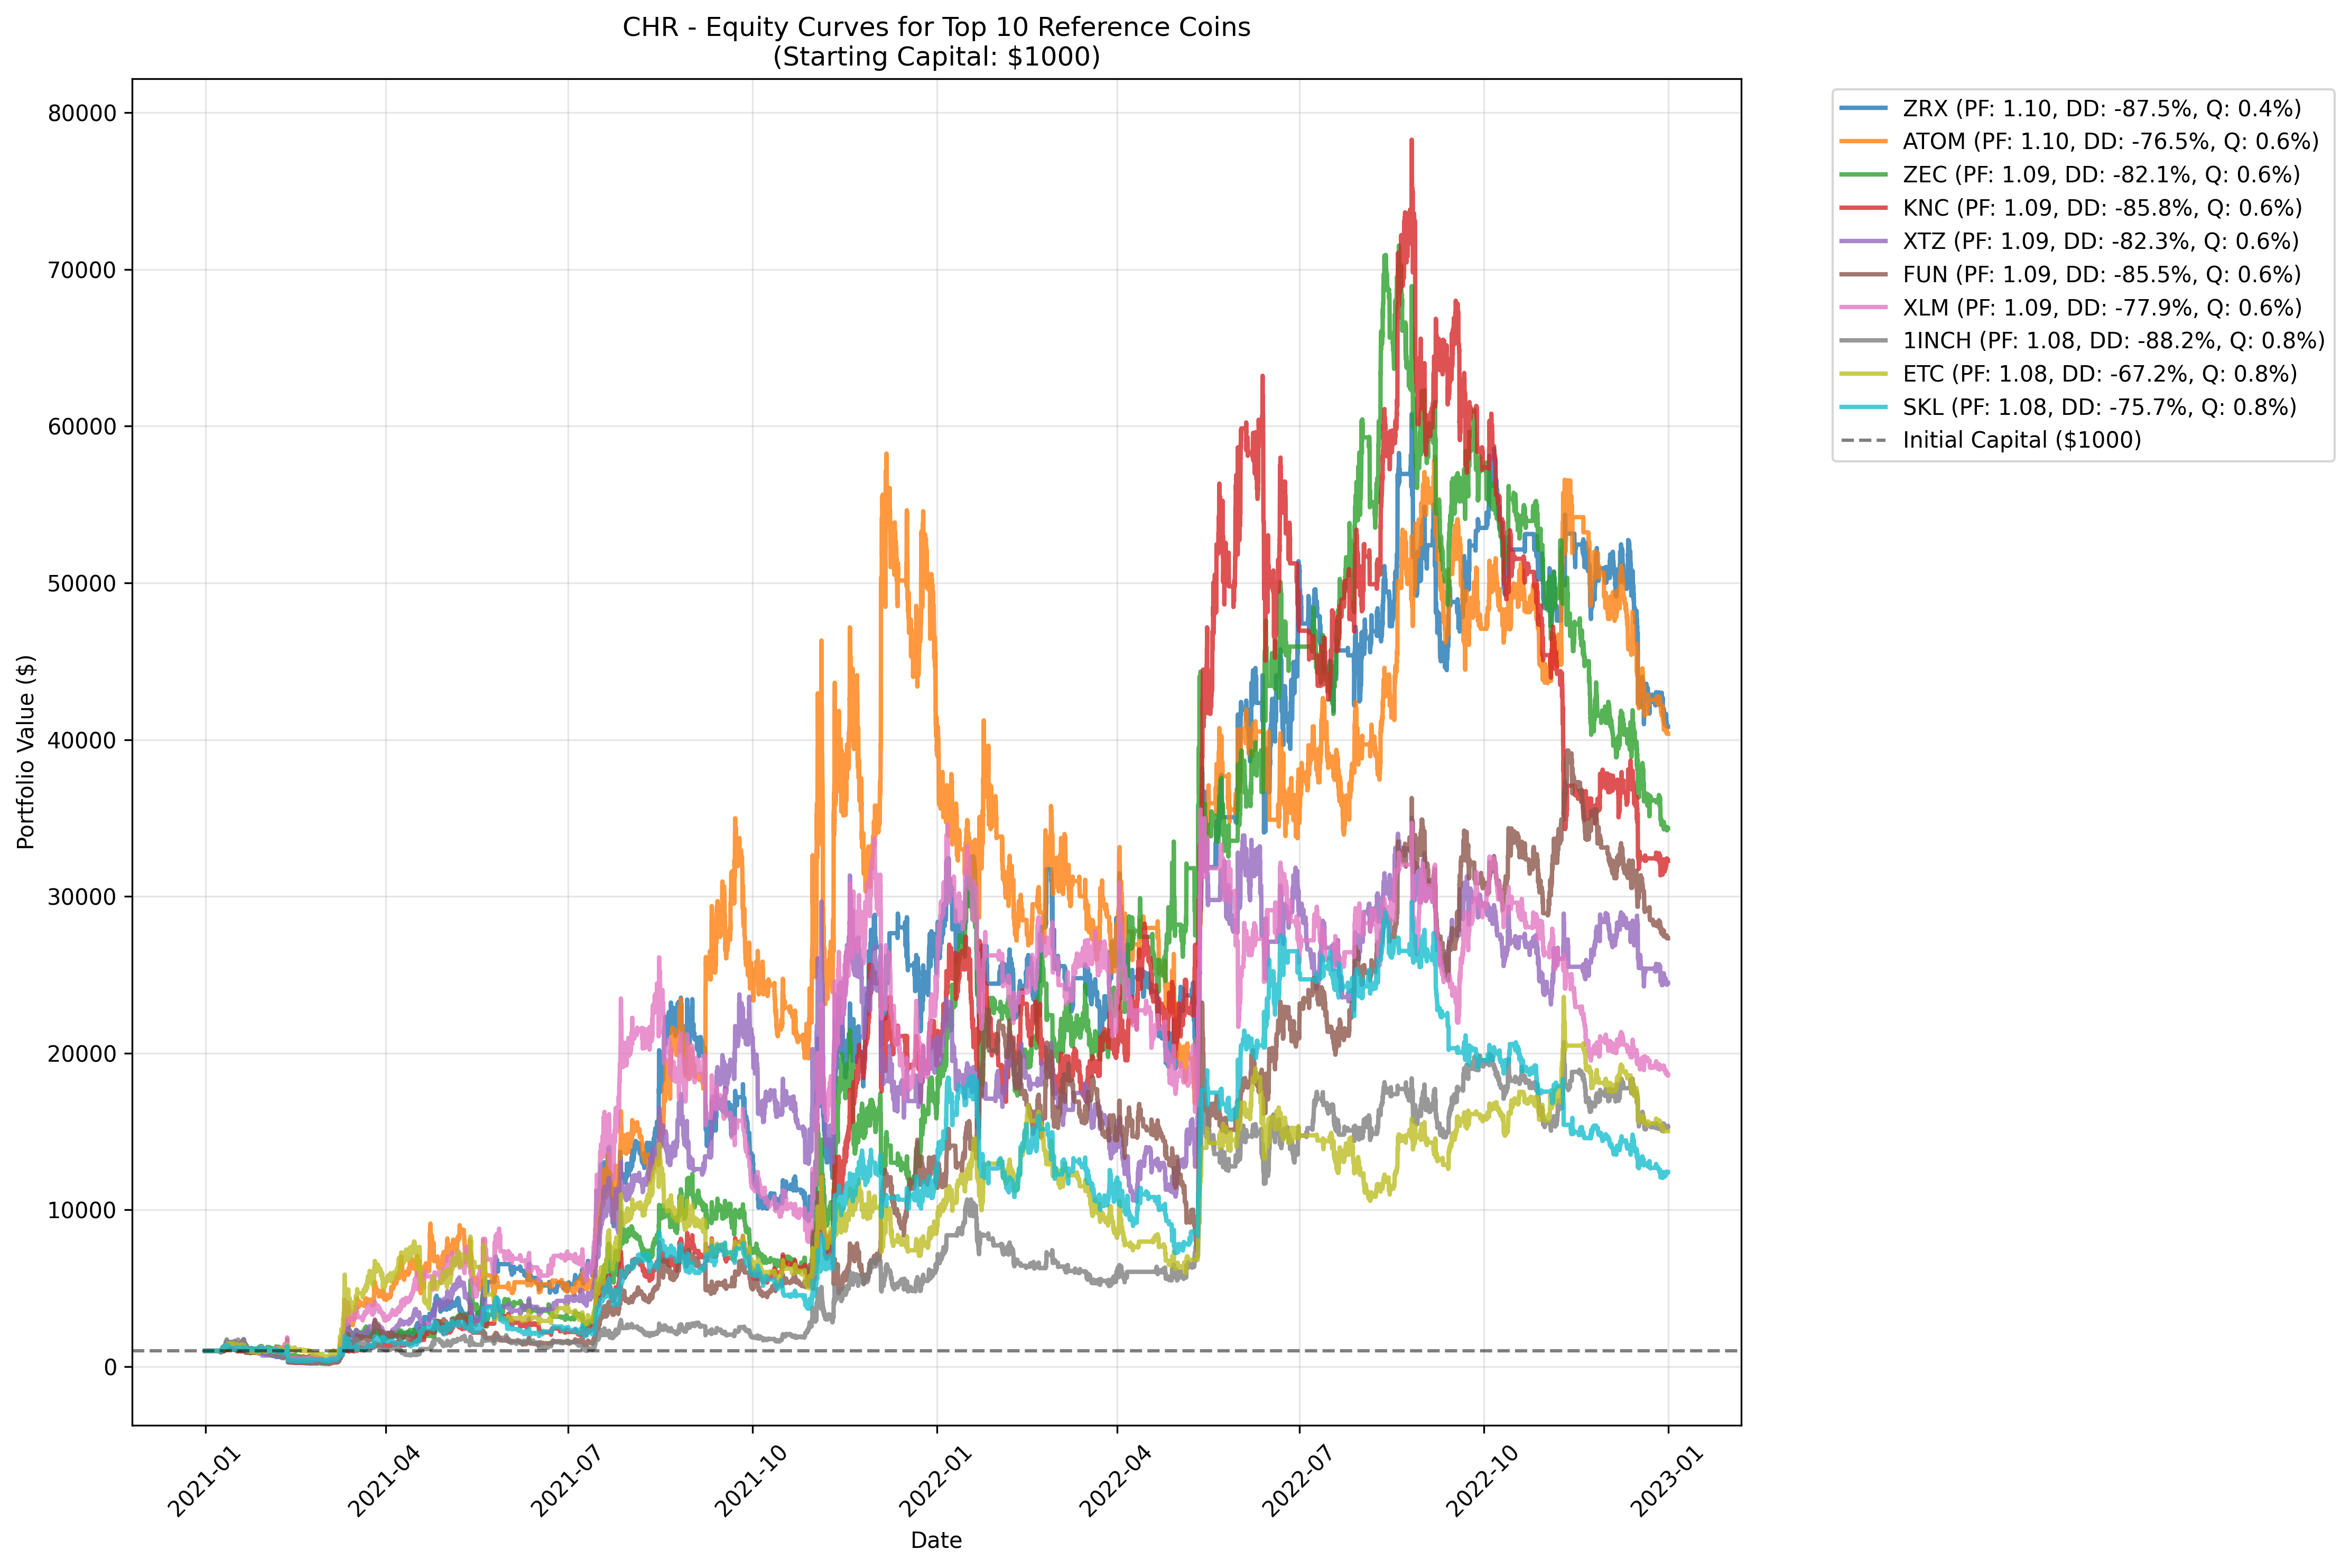 CHR - Equity Curves for Top 10 Reference Coins
(Starting Capital: $1000)
80000
70000
60000
50000
40000
30000
20000
10000
0
Portfolio Value ($)
2021-01
2021-04
2021-07
2021-10
2022-01
2022-04
2022-07
2022-10
2023-01
Date
ZRX (PF: 1.10, DD: -87.5%, Q: 0.4%)
ATOM (PF: 1.10, DD: -76.5%, Q: 0.6%)
ZEC (PF: 1.09, DD: -82.1%, Q: 0.6%)
KNC (PF: 1.09, DD: -85.8%, Q: 0.6%)
XTZ (PF: 1.09, DD: -82.3%, Q: 0.6%)
FUN (PF: 1.09, DD: -85.5%, Q: 0.6%)
XLM (PF: 1.09, DD: -77.9%, Q: 0.6%)
1INCH (PF: 1.08, DD: -88.2%, Q: 0.8%)
ETC (PF: 1.08, DD: -67.2%, Q: 0.8%)
SKL (PF: 1.08, DD: -75.7%, Q: 0.8%)
Initial Capital ($1000)